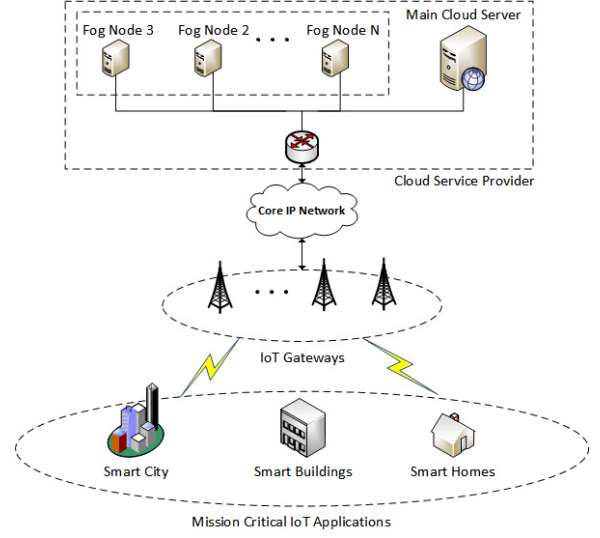 Main Cloud Server
Fog Node 3
Fog Node 2
Fog Node N
Cloud Service Provider
Core IP Network
IoT Gateways
Smart City
Smart Buildings
Smart Homes
Mission Critical IoT Applications